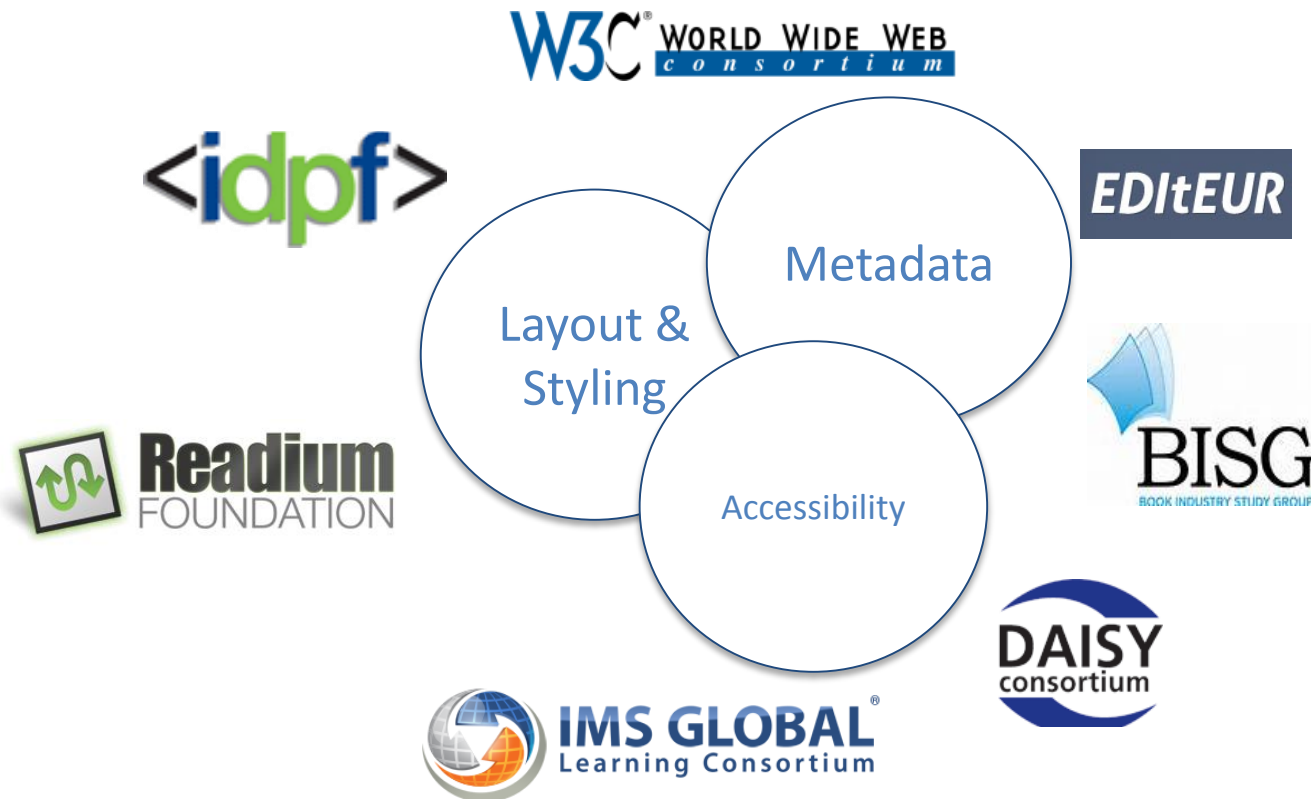 W3C® WORLD WIDE WEB
consortium
<idpf>
EDItEUR
Metadata
Layout &
Styling
Readium
FOUNDATION
BISG
BOOK INDUSTRY STUDY GROUP
Accessibility
DAISY
consortium
IMS GLOBAL®
Learning Consortium